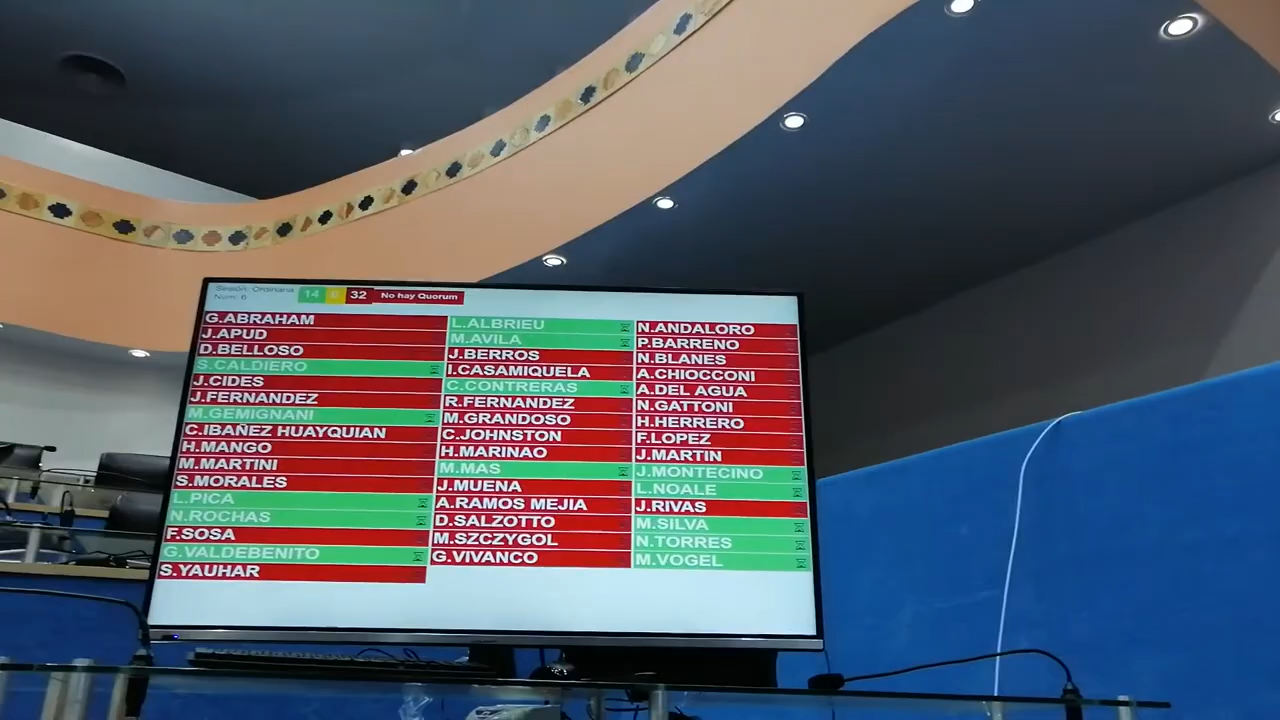 Sesión: Ordinaria
Num: 6
14 0 32 No hay Quorum
G.ABRAHAM
J.APUD
D.BELLOSO
S.CALDIERO
J.CIDES
J.FERNANDEZ
M.GEMIGNANI
C.IBAÑEZ HUAYQUIAN
H.MANGO
M.MARTINI
S.MORALES
L.PICA
N.ROCHAS
F.SOSA
G.VALDEBENITO
S.YAUHAR
L.ALBRIEU
M.AVILA
J.BERROS
I.CASAMIQUELA
C.CONTRERAS
R.FERNANDEZ
M.GRANDOSO
C.JOHNSTON
H.MARINAO
M.MAS
J.MUENA
A.RAMOS MEJIA
D.SALZOTTO
M.SZCZYGOL
G.VIVANCO
N.ANDALORO
P.BARRENO
N.BLANES
A.CHIOCCONI
A.DEL AGUA
N.GATTONI
H.HERRERO
F.LOPEZ
J.MARTIN
J.MONTECINO
L.NOALE
J.RIVAS
M.SILVA
N.TORRES
M.VOGEL